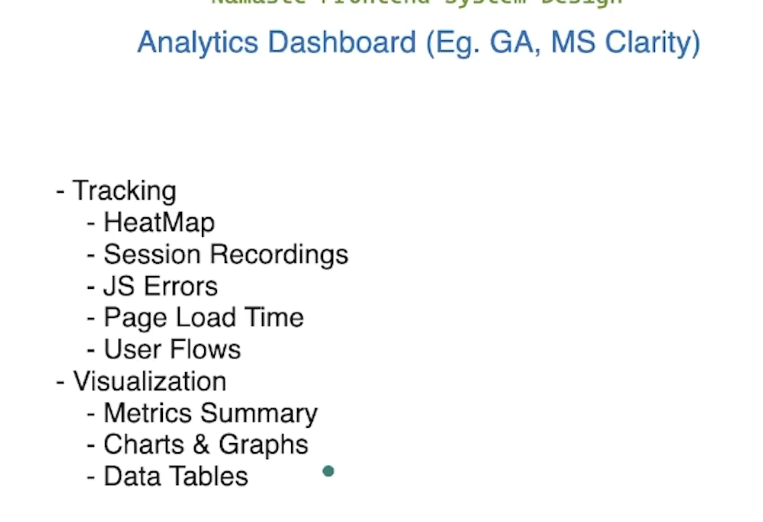 Namaste Frontend System Design
Analytics Dashboard (Eg. GA, MS Clarity)
- Tracking
- HeatMap
- Session Recordings
- JS Errors
- Page Load Time
- User Flows
- Visualization
- Metrics Summary
- Charts & Graphs
- Data Tables